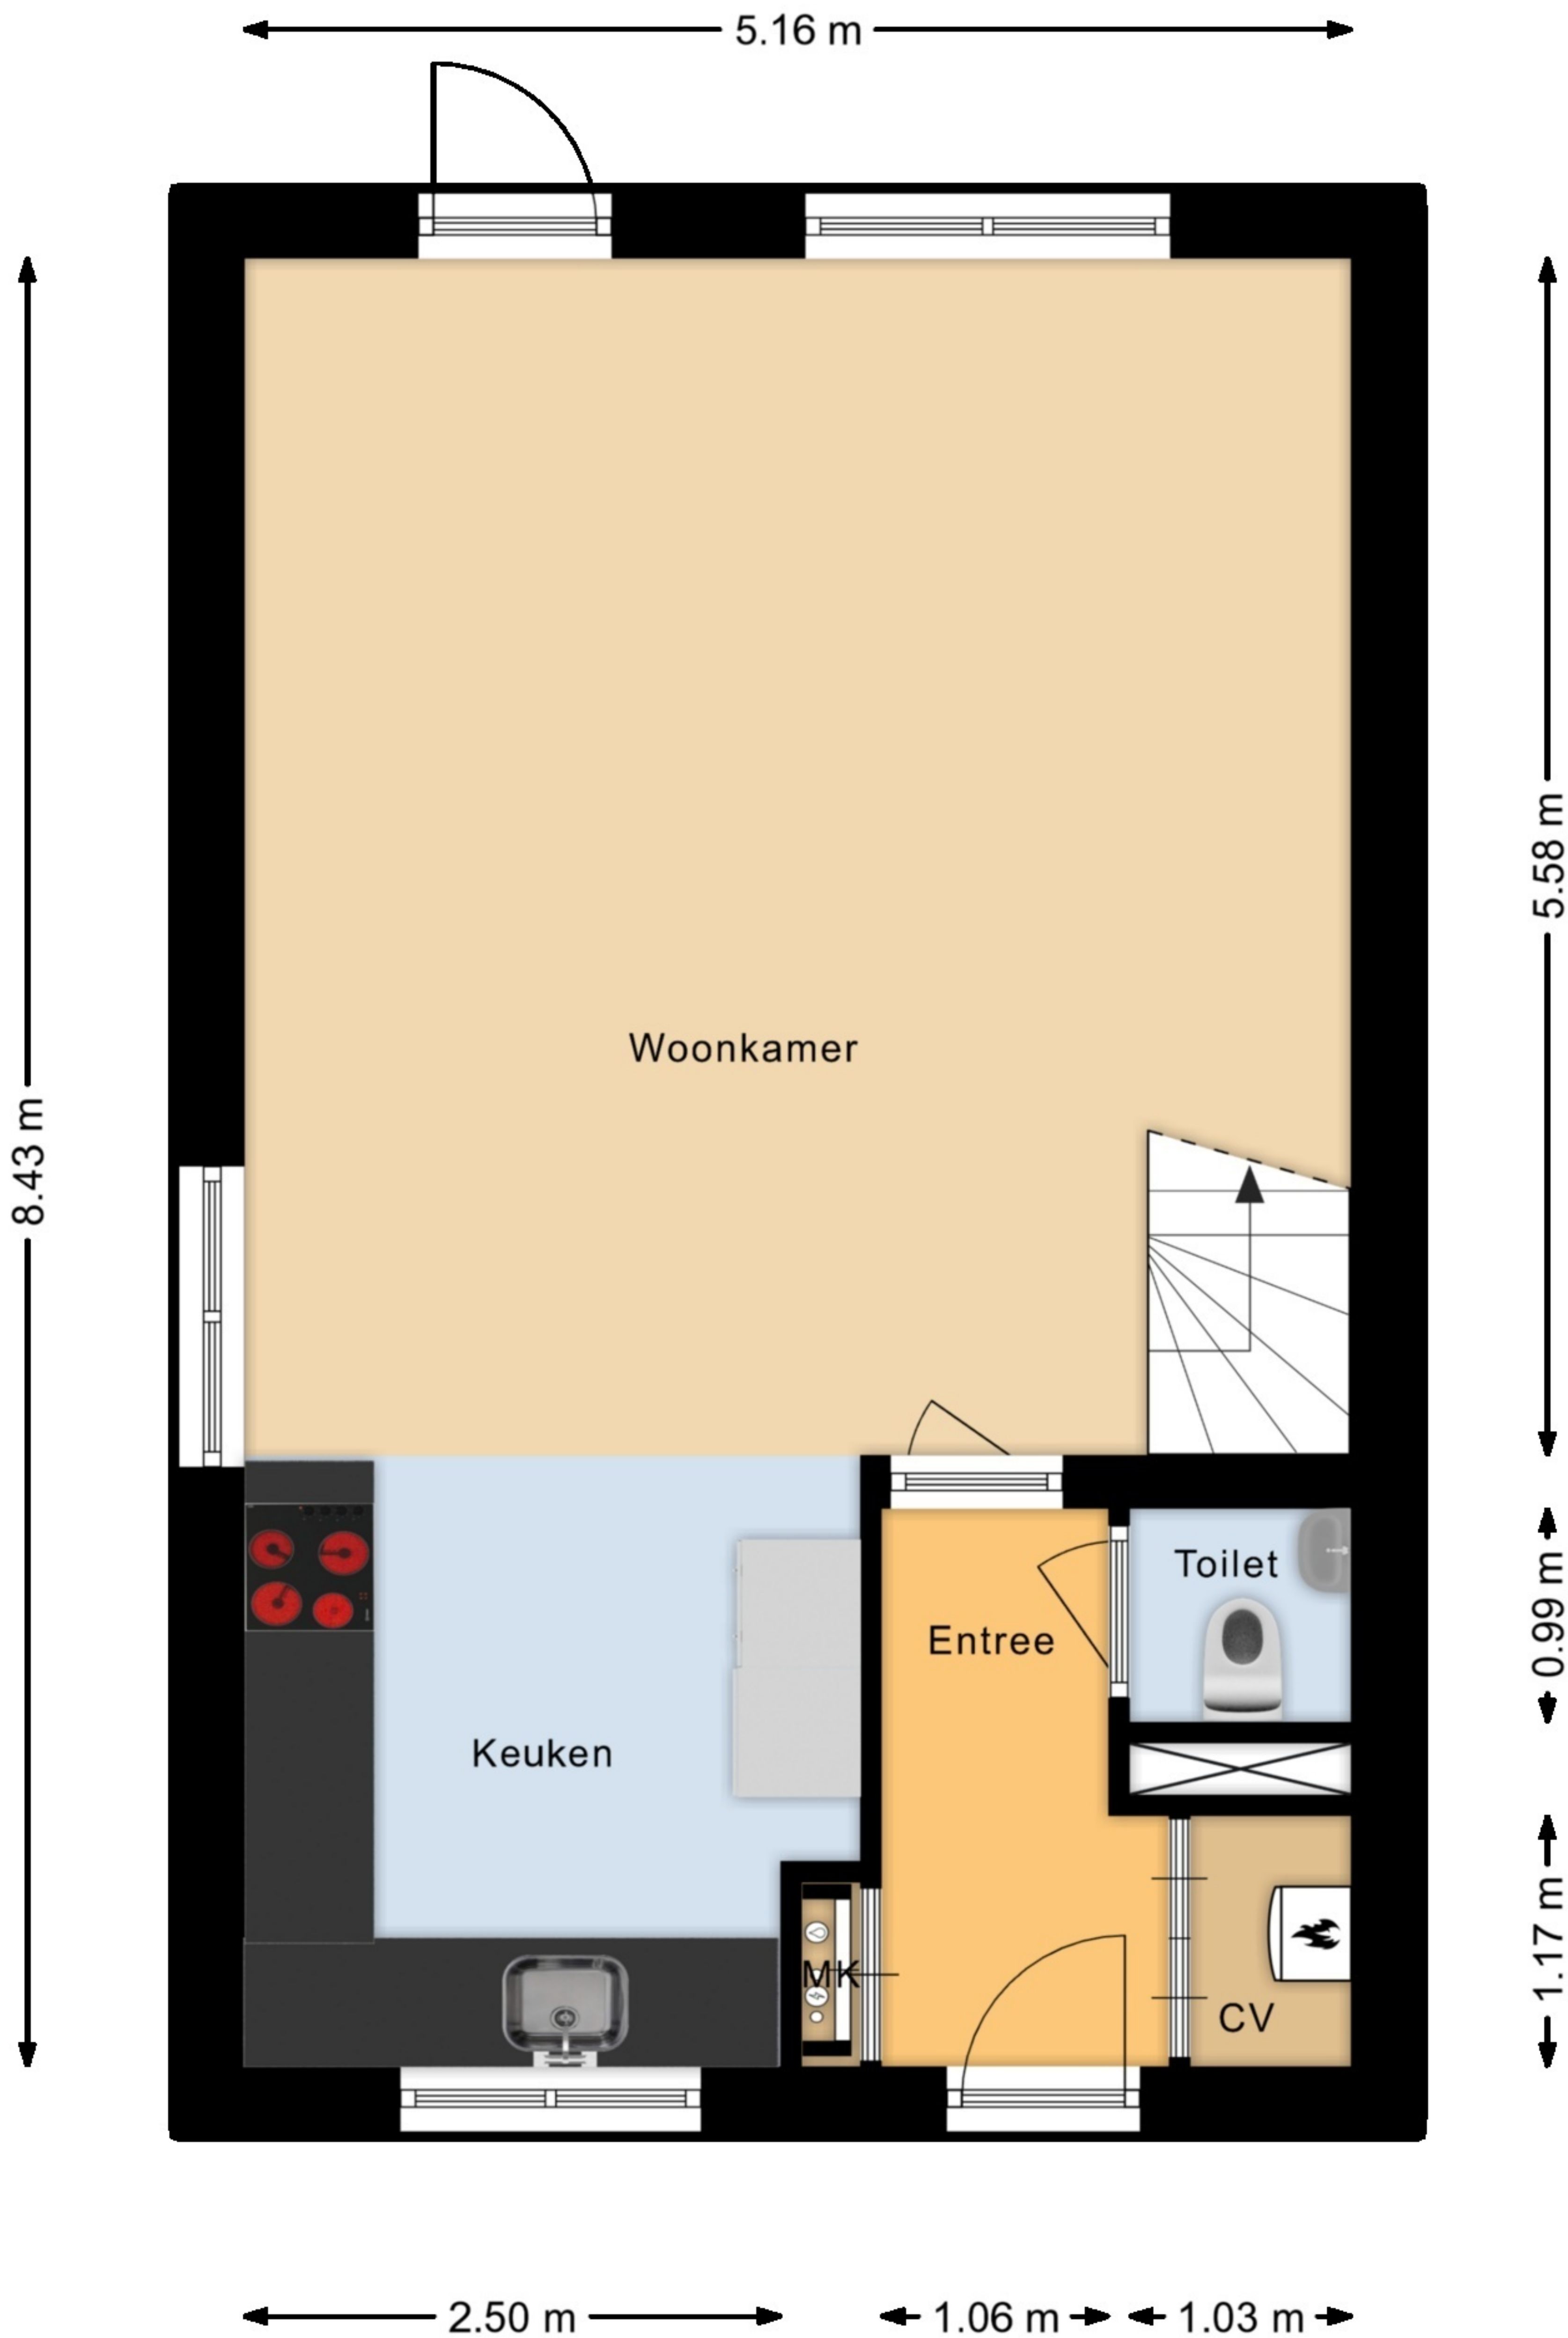 5.16 m
5.58 m
Woonkamer
8.43 m
Toilet
0.99 m
Entree
Keuken
1.17 m
MK
CV
2.50 m
1.06 m
1.03 m